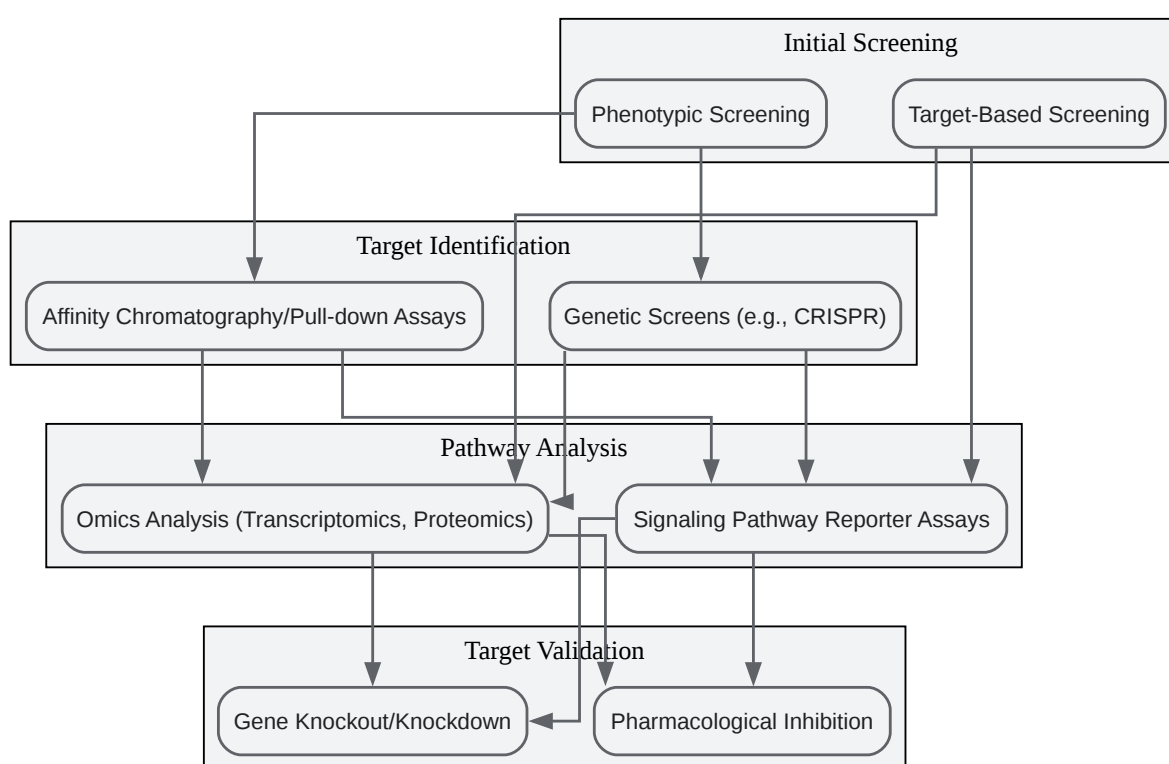 Initial Screening
Phenotypic Screening
Target-Based Screening
Target Identification
Affinity Chromatography/Pull-down Assays
Genetic Screens (e.g., CRISPR)
Pathway Analysis
Omics Analysis (Transcriptomics, Proteomics)
Signaling Pathway Reporter Assays
Target Validation
Gene Knockout/Knockdown
Pharmacological Inhibition